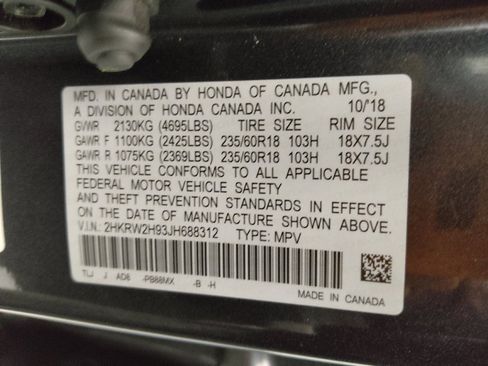 MFD. IN CANADA BY HONDA OF CANADA MFG.,
A DIVISION OF HONDA CANADA INC. 10/'18
GVWR 2130KG (4695LBS) TIRE SIZE RIM SIZE
GAWR F 1100KG (2425LBS) 235/60R18 103H 18X7.5J
GAWR R 1075KG (2369LBS) 235/60R18 103H 18X7.5J
THIS VEHICLE CONFORMS TO ALL APPLICABLE
FEDERAL MOTOR VEHICLE SAFETY
AND THEFT PREVENTION STANDARDS IN EFFECT
ON THE DATE OF MANUFACTURE SHOWN ABOVE.
V.I.N.: 2HKRW2H93JH688312 TYPE: MPV
TLJ J AD8 -PB88MX -B -H
MADE IN CANADA